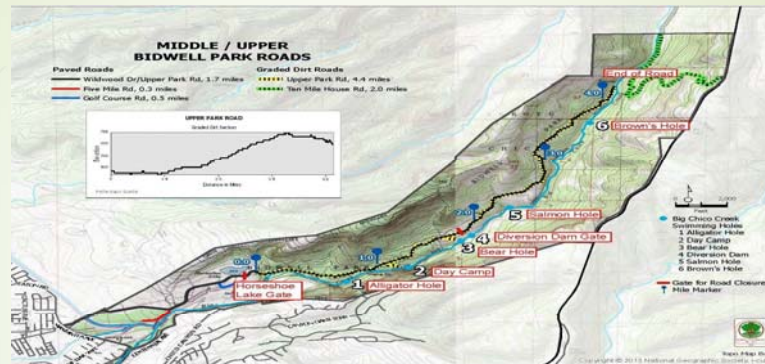 MIDDLE / UPPER
BIDWELL PARK ROADS
Paved Roads
Wildwood Dr/Upper Park Rd, 1.7 miles
Five Mile Rd, 0.3 miles
Golf Course Rd, 0.5 miles
Graded Dirt Roads
Upper Park Rd, 4.4 miles
Ten Mile House Rd, 2.0 miles
UPPER PARK ROAD
Graded Dirt Section
Distance in Miles
End of Road
4.0
6 Brown's Hole
3.0
2.0
5 Salmon Hole
4 Diversion Dam Gate
3 Bear Hole
1.0
2 Day Camp
0.0
Horseshoe
Lake Gate
1 Alligator Hole
Feet
Big Chico Creek
Swimming Holes
1 Alligator Hole
2 Day Camp
3 Bear Hole
4 Diversion Dam
5 Salmon Hole
6 Brown's Hole
Gate for Road Closure
Mile Marker
Copyright © 2013 National Geographic Society